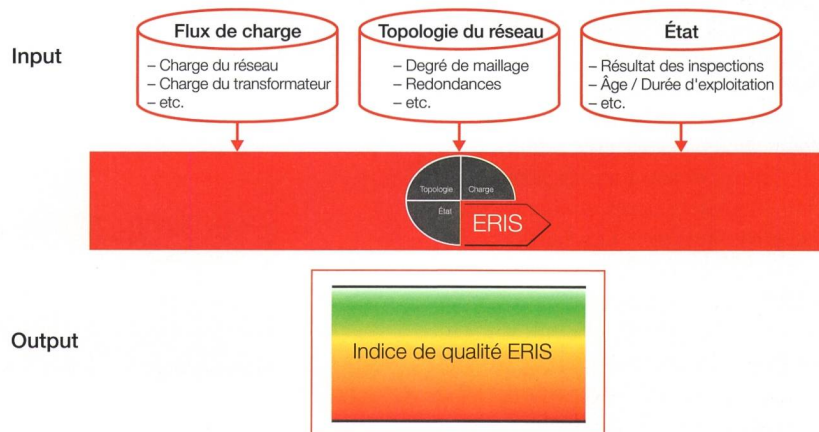 Input
Flux de charge
– Charge du réseau
– Charge du transformateur
– etc.
Topologie du réseau
– Degré de maillage
– Redondances
– etc.
État
– Résultat des inspections
– Âge / Durée d'exploitation
– etc.
Topologie
Charge
État
ERIS
Output
Indice de qualité ERIS